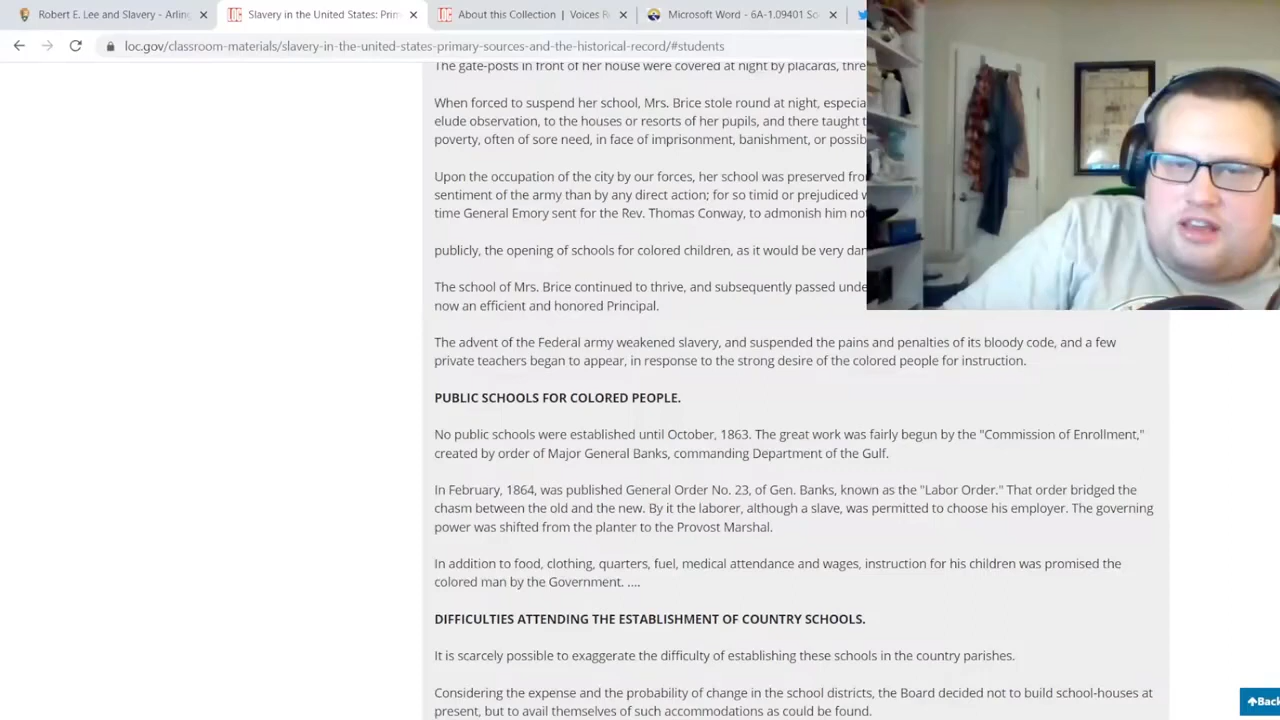 Robert E. Lee and Slavery - Arling
Slavery in the United States: Prim
LOC
About this Collection | Voices R
LOC
Microsoft Word - 6A-1.09401 So
loc.gov/classroom-materials/slavery-in-the-united-states-primary-sources-and-the-historical-record/#students
The gate-posts in front of her house were covered at night by placards, thre
When forced to suspend her school, Mrs. Brice stole round at night, especia
elude observation, to the houses or resorts of her pupils, and there taught t
poverty, often of sore need, in face of imprisonment, banishment, or possib
Upon the occupation of the city by our forces, her school was preserved fro
sentiment of the army than by any direct action; for so timid or prejudiced w
time General Emory sent for the Rev. Thomas Conway, to admonish him no
publicly, the opening of schools for colored children, as it would be very dan
The school of Mrs. Brice continued to thrive, and subsequently passed unde
now an efficient and honored Principal.
The advent of the Federal army weakened slavery, and suspended the pains and penalties of its bloody code, and a few
private teachers began to appear, in response to the strong desire of the colored people for instruction.
PUBLIC SCHOOLS FOR COLORED PEOPLE.
No public schools were established until October, 1863. The great work was fairly begun by the "Commission of Enrollment,"
created by order of Major General Banks, commanding Department of the Gulf.
In February, 1864, was published General Order No. 23, of Gen. Banks, known as the "Labor Order." That order bridged the
chasm between the old and the new. By it the laborer, although a slave, was permitted to choose his employer. The governing
power was shifted from the planter to the Provost Marshal.
In addition to food, clothing, quarters, fuel, medical attendance and wages, instruction for his children was promised the
colored man by the Government. ....
DIFFICULTIES ATTENDING THE ESTABLISHMENT OF COUNTRY SCHOOLS.
It is scarcely possible to exaggerate the difficulty of establishing these schools in the country parishes.
Considering the expense and the probability of change in the school districts, the Board decided not to build school-houses at
present, but to avail themselves of such accommodations as could be found.
Back